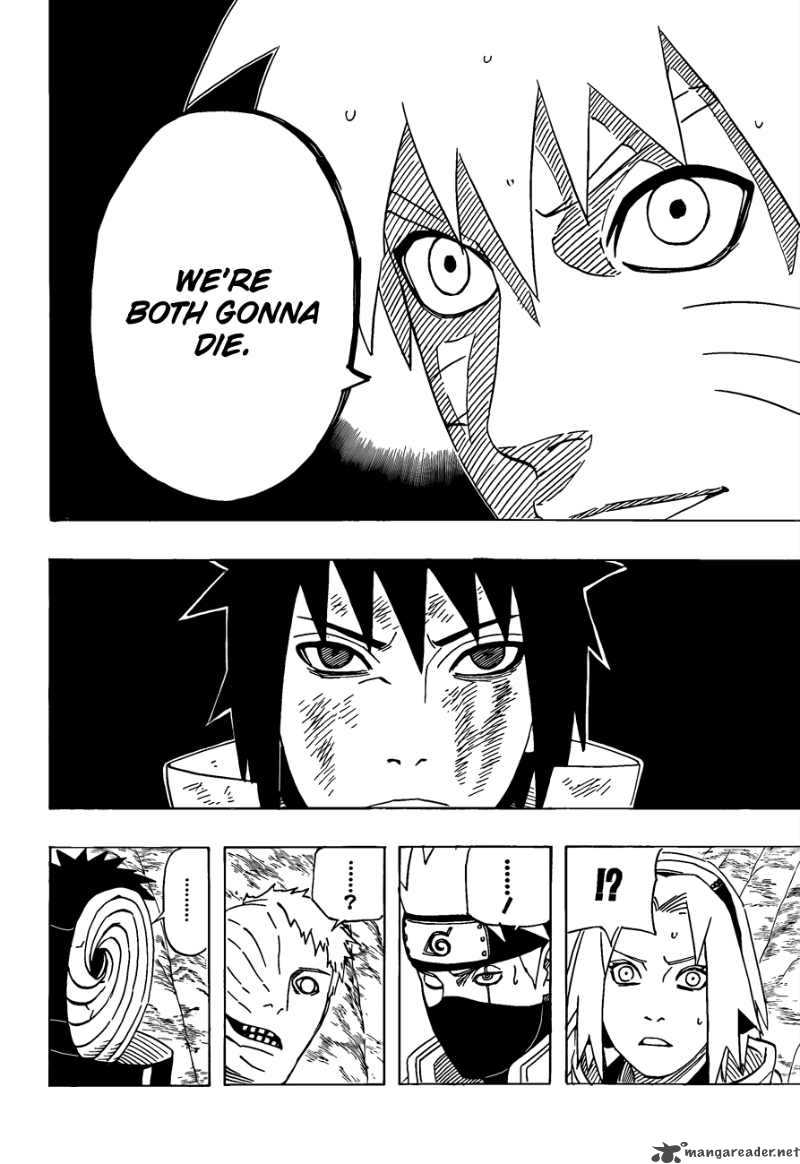 WE'RE
BOTH GONNA
DIE.
!?
......!
......?
......
mangareader.net